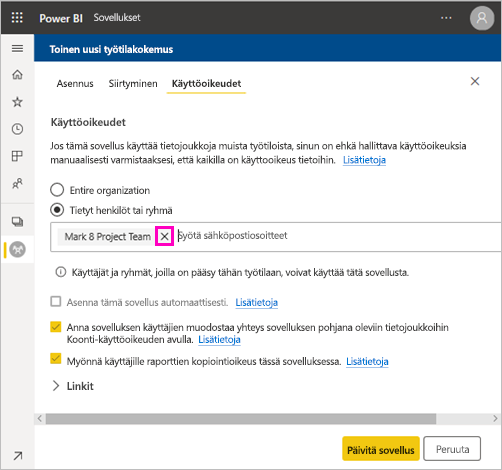 Power BI Sovellukset
Toinen uusi työtilakokemus
Asennus Siirtyminen Käyttöoikeudet
Käyttöoikeudet
Jos tämä sovellus käyttää tietojoukkoja muista työtiloista, sinun on ehkä hallittava käyttöoikeuksia
manuaalisesti varmistaaksesi, että kaikilla on käyttooikeus tietoihin. Lisätietoja
Entire organization
Tietyt henkilöt tai ryhmä
Mark 8 Project Team Syötä sähköpostiosoitteet
Käyttäjät ja ryhmät, joilla on pääsy tähän työtilaan, voivat käyttää tätä sovellusta.
Asenna tämä sovellus automaattisesti. Lisätietoja
Anna sovelluksen käyttäjien muodostaa yhteys sovelluksen pohjana oleviin tietojoukkoihin
Koonti-käyttöoikeuden avulla. Lisätietoja
Myönnä käyttäjille raporttien kopiointioikeus tässä sovelluksessa. Lisätietoja
Linkit
Päivitä sovellus Peruuta